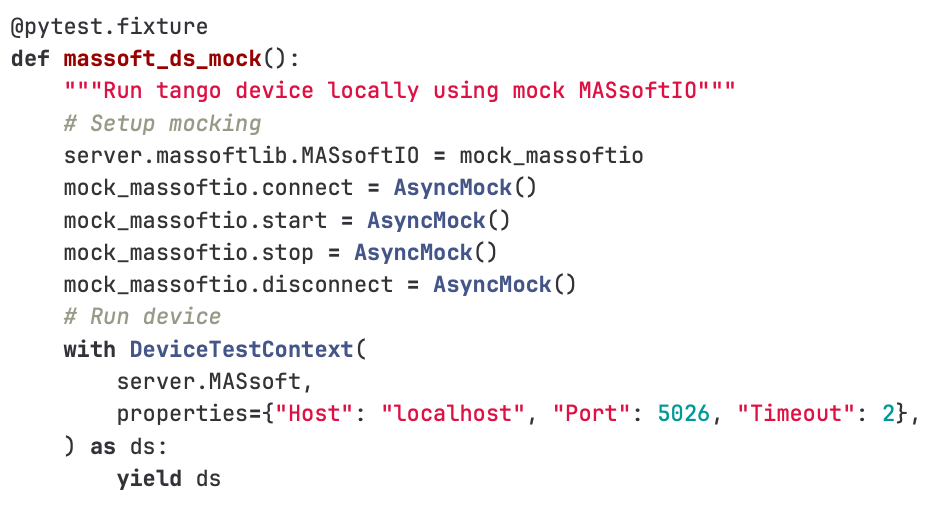 @pytest.fixture
def massoft_ds_mock():
    """Run tango device locally using mock MASsoftIO"""
    # Setup mocking
    server.massoftlib.MASsoftIO = mock_massoftio
    mock_massoftio.connect = AsyncMock()
    mock_massoftio.start = AsyncMock()
    mock_massoftio.stop = AsyncMock()
    mock_massoftio.disconnect = AsyncMock()
    # Run device
    with DeviceTestContext(
        server.MASsoft,
        properties={"Host": "localhost", "Port": 5026, "Timeout": 2},
    ) as ds:
        yield ds